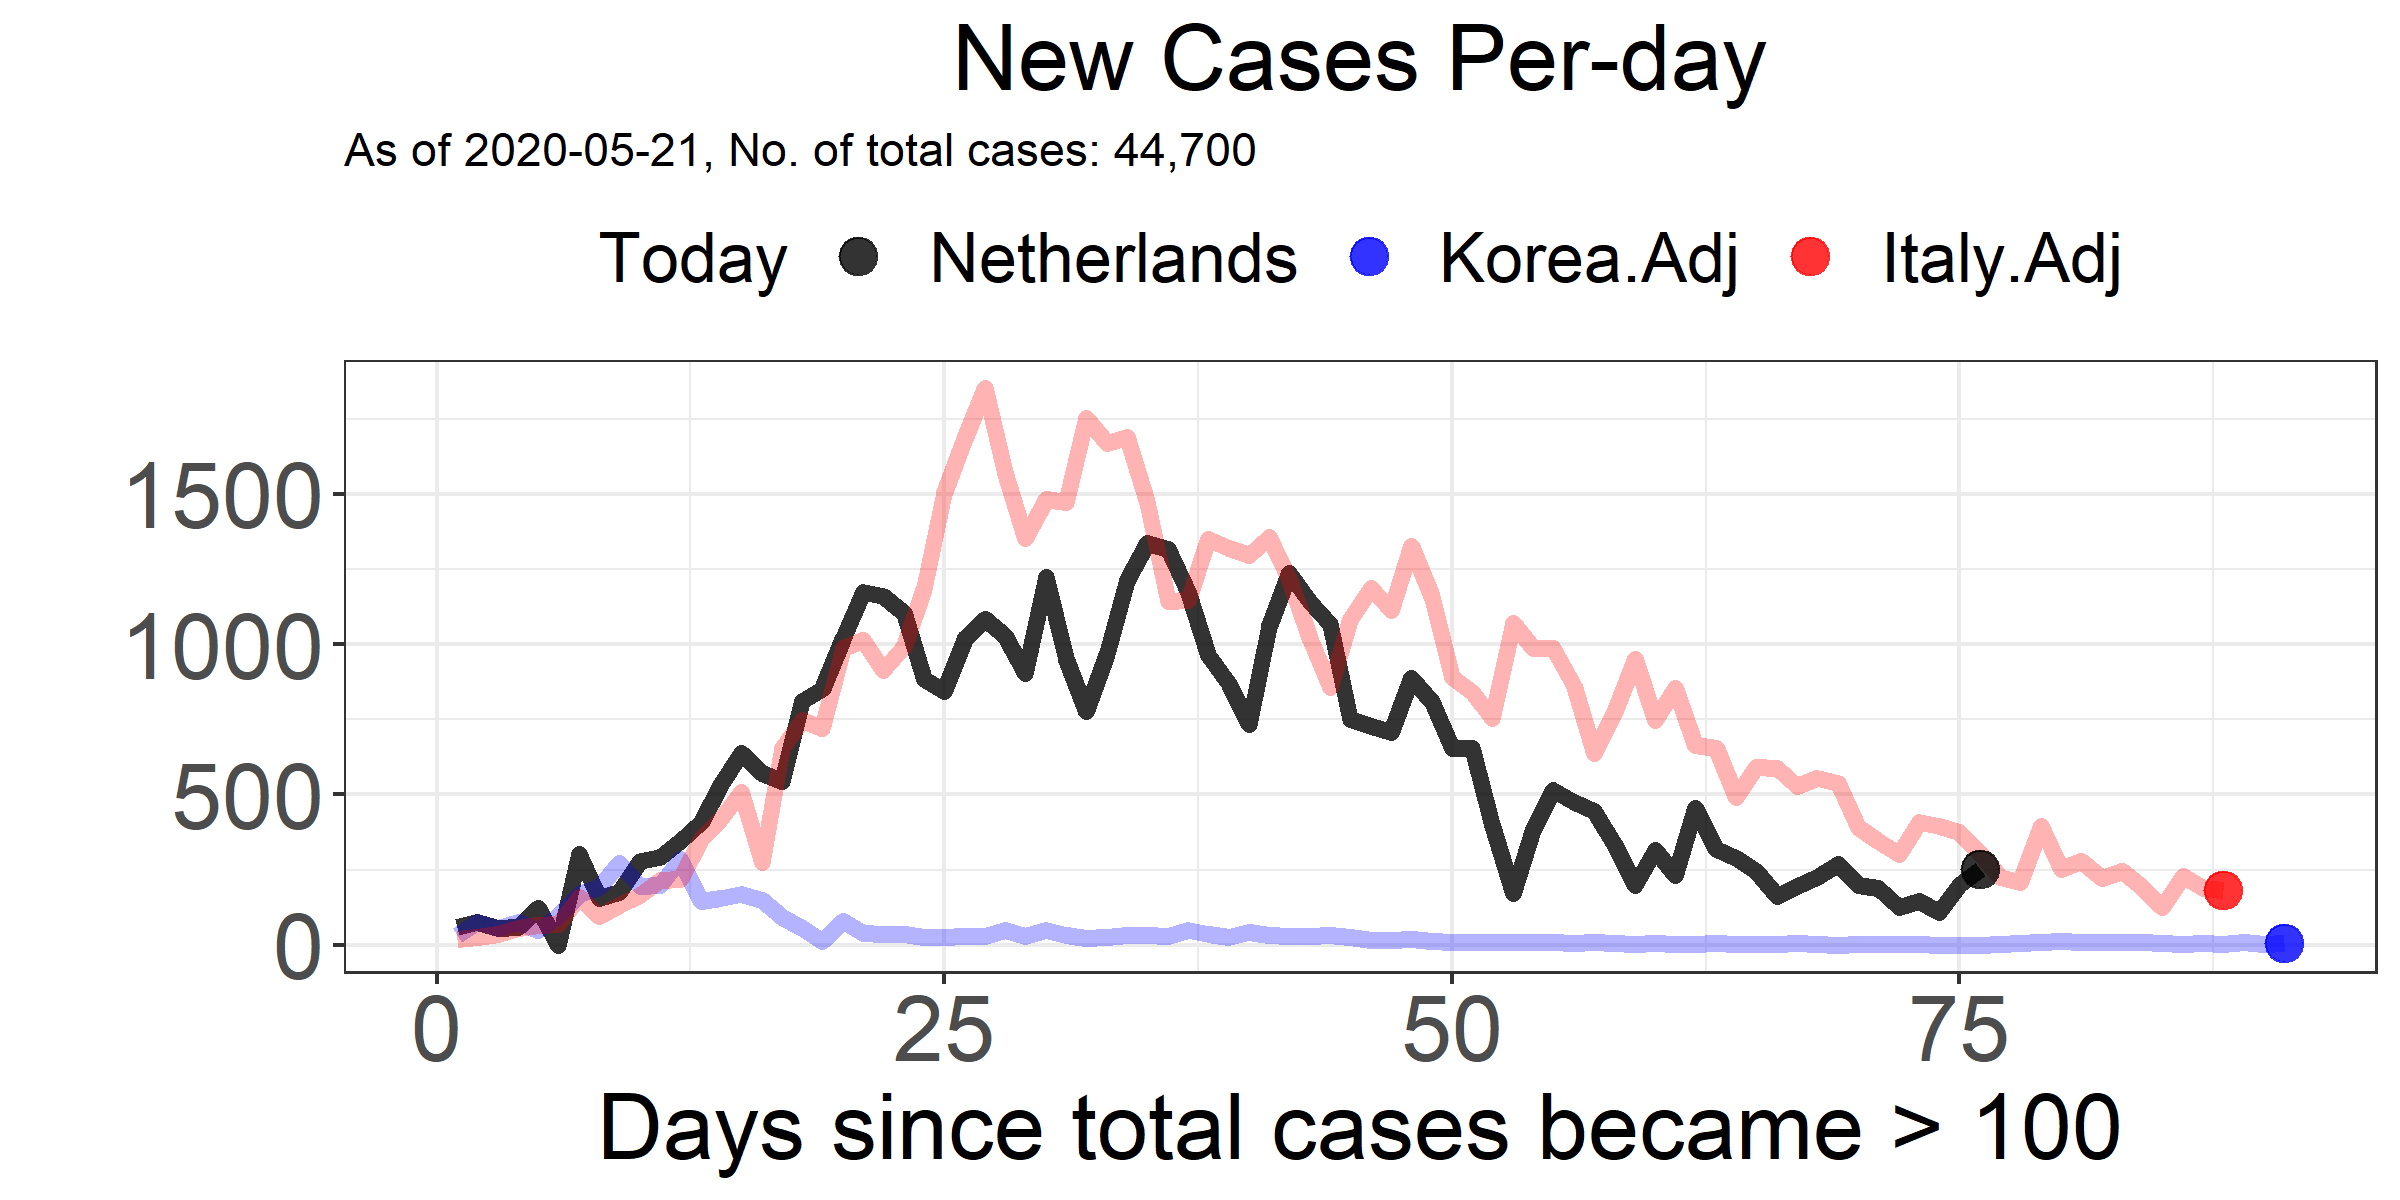 New Cases Per-day
As of 2020-05-21, No. of total cases: 44,700
Today Netherlands Korea.Adj Italy.Adj
1500
1000
500
0
0 25 50 75
Days since total cases became > 100